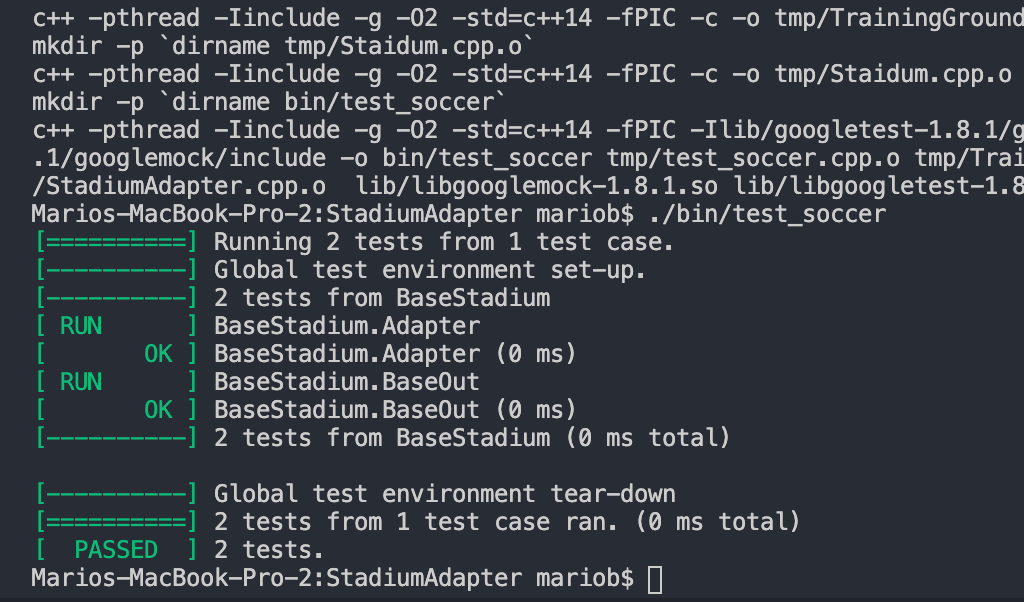 c++ -pthread -Iinclude -g -O2 -std=c++14 -fPIC -c -o tmp/TrainingGround
mkdir -p `dirname tmp/Staidum.cpp.o`
c++ -pthread -Iinclude -g -O2 -std=c++14 -fPIC -c -o tmp/Staidum.cpp.o
mkdir -p `dirname bin/test_soccer`
c++ -pthread -Iinclude -g -O2 -std=c++14 -fPIC -Ilib/googletest-1.8.1/g
.1/googlemock/include -o bin/test_soccer tmp/test_soccer.cpp.o tmp/Trai
/StadiumAdapter.cpp.o  lib/libgooglemock-1.8.1.so lib/libgoogletest-1.8
Marios-MacBook-Pro-2:StadiumAdapter mariob$ ./bin/test_soccer
[==========] Running 2 tests from 1 test case.
[----------] Global test environment set-up.
[----------] 2 tests from BaseStadium
[ RUN      ] BaseStadium.Adapter
[       OK ] BaseStadium.Adapter (0 ms)
[ RUN      ] BaseStadium.BaseOut
[       OK ] BaseStadium.BaseOut (0 ms)
[----------] 2 tests from BaseStadium (0 ms total)
[----------] Global test environment tear-down
[==========] 2 tests from 1 test case ran. (0 ms total)
[  PASSED  ] 2 tests.
Marios-MacBook-Pro-2:StadiumAdapter mariob$